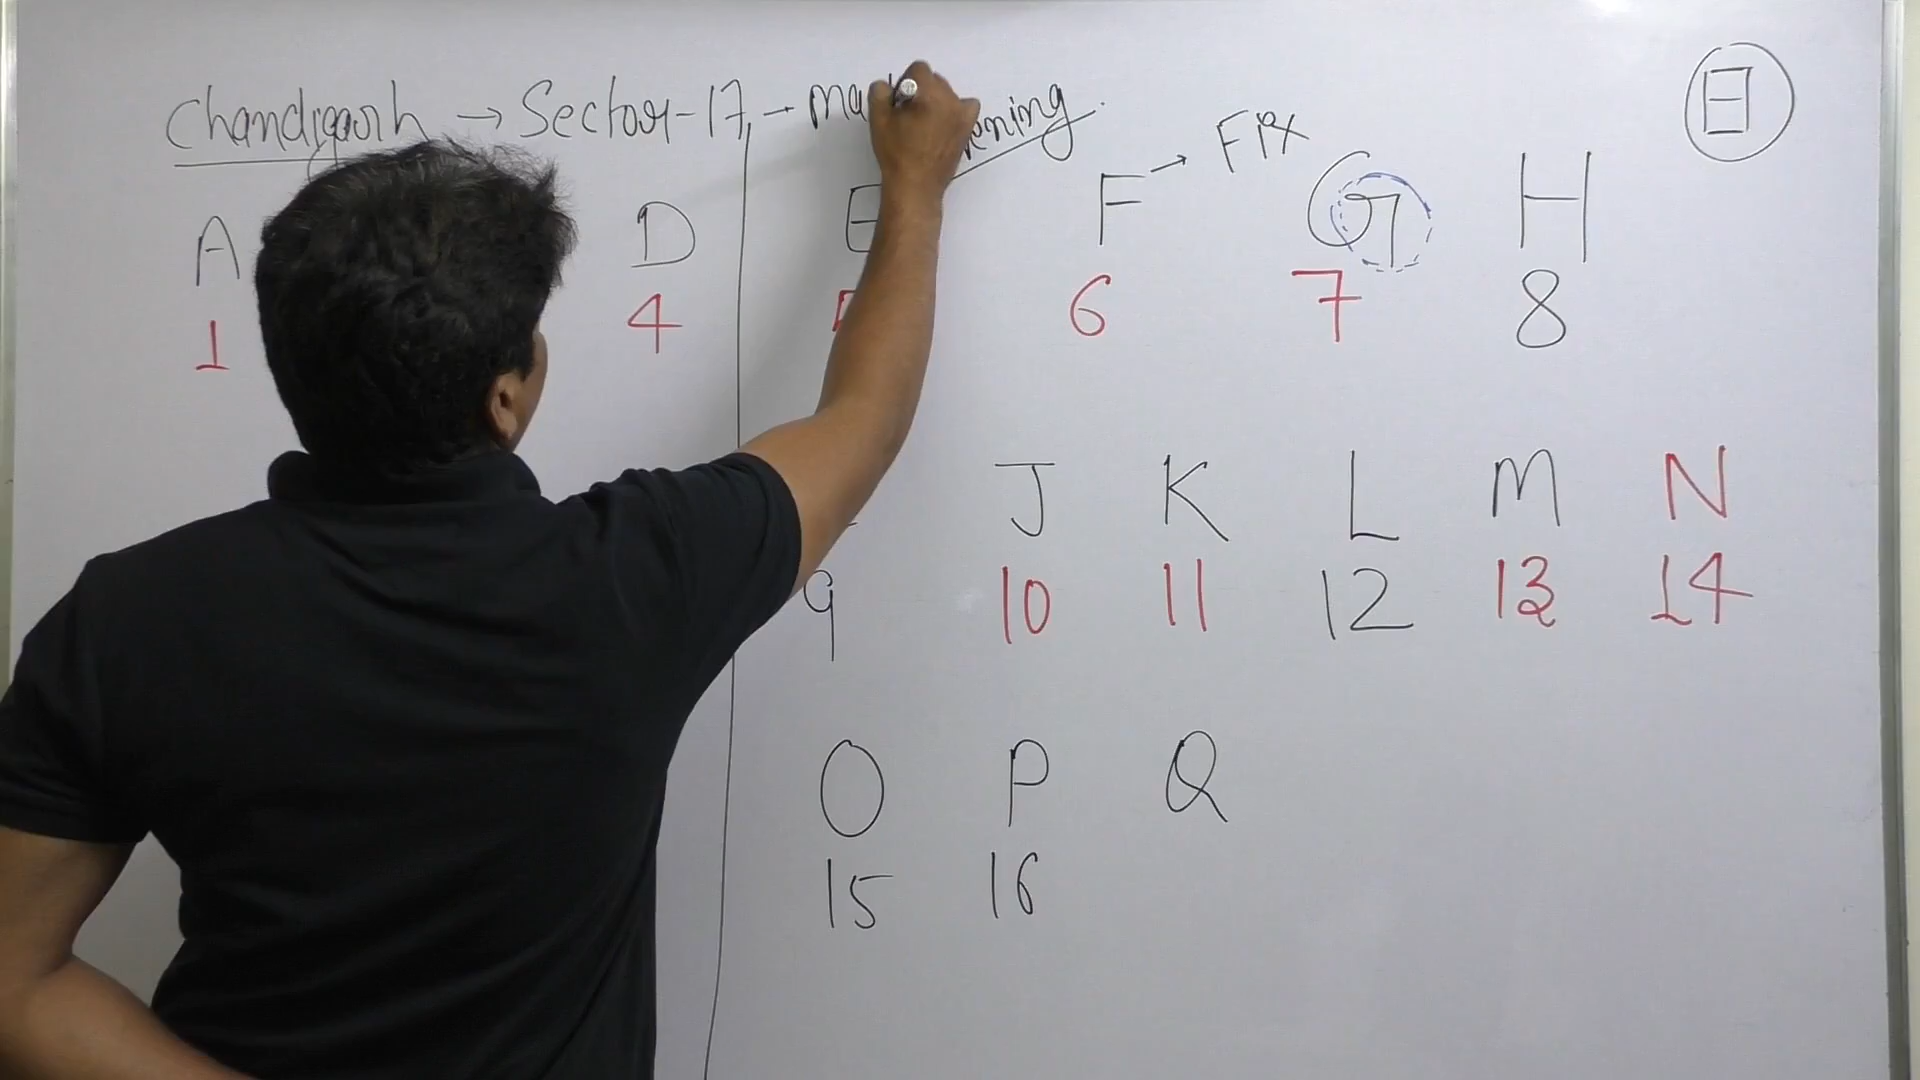 Chandigarh → Sector-17 →
A D E F → Fix G H
1 4 6 7 8
J K L M N
9 10 11 12 13 14
O P Q
15 16